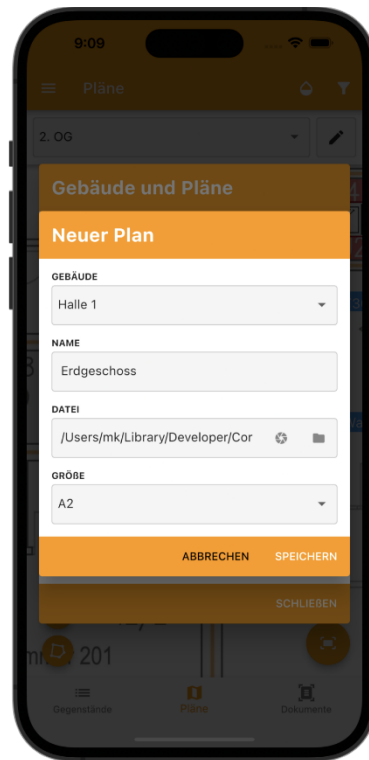 9:09
Pläne
2. OG
Gebäude und Pläne
Neuer Plan
GEBÄUDE
Halle 1
NAME
Erdgeschoss
DATEI
/Users/mk/Library/Developer/Cor
GRÖẞE
A2
ABBRECHEN SPEICHERN
SCHLIEẞEN
201
Gegenstände Pläne Dokumente